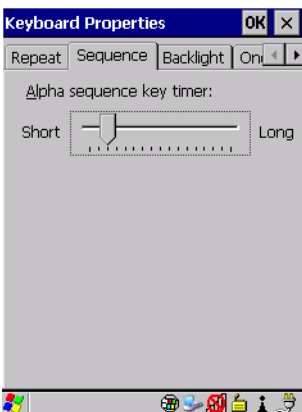 Keyboard Properties OK ×
Repeat Sequence Backlight On
Alpha sequence key timer:
Short Long